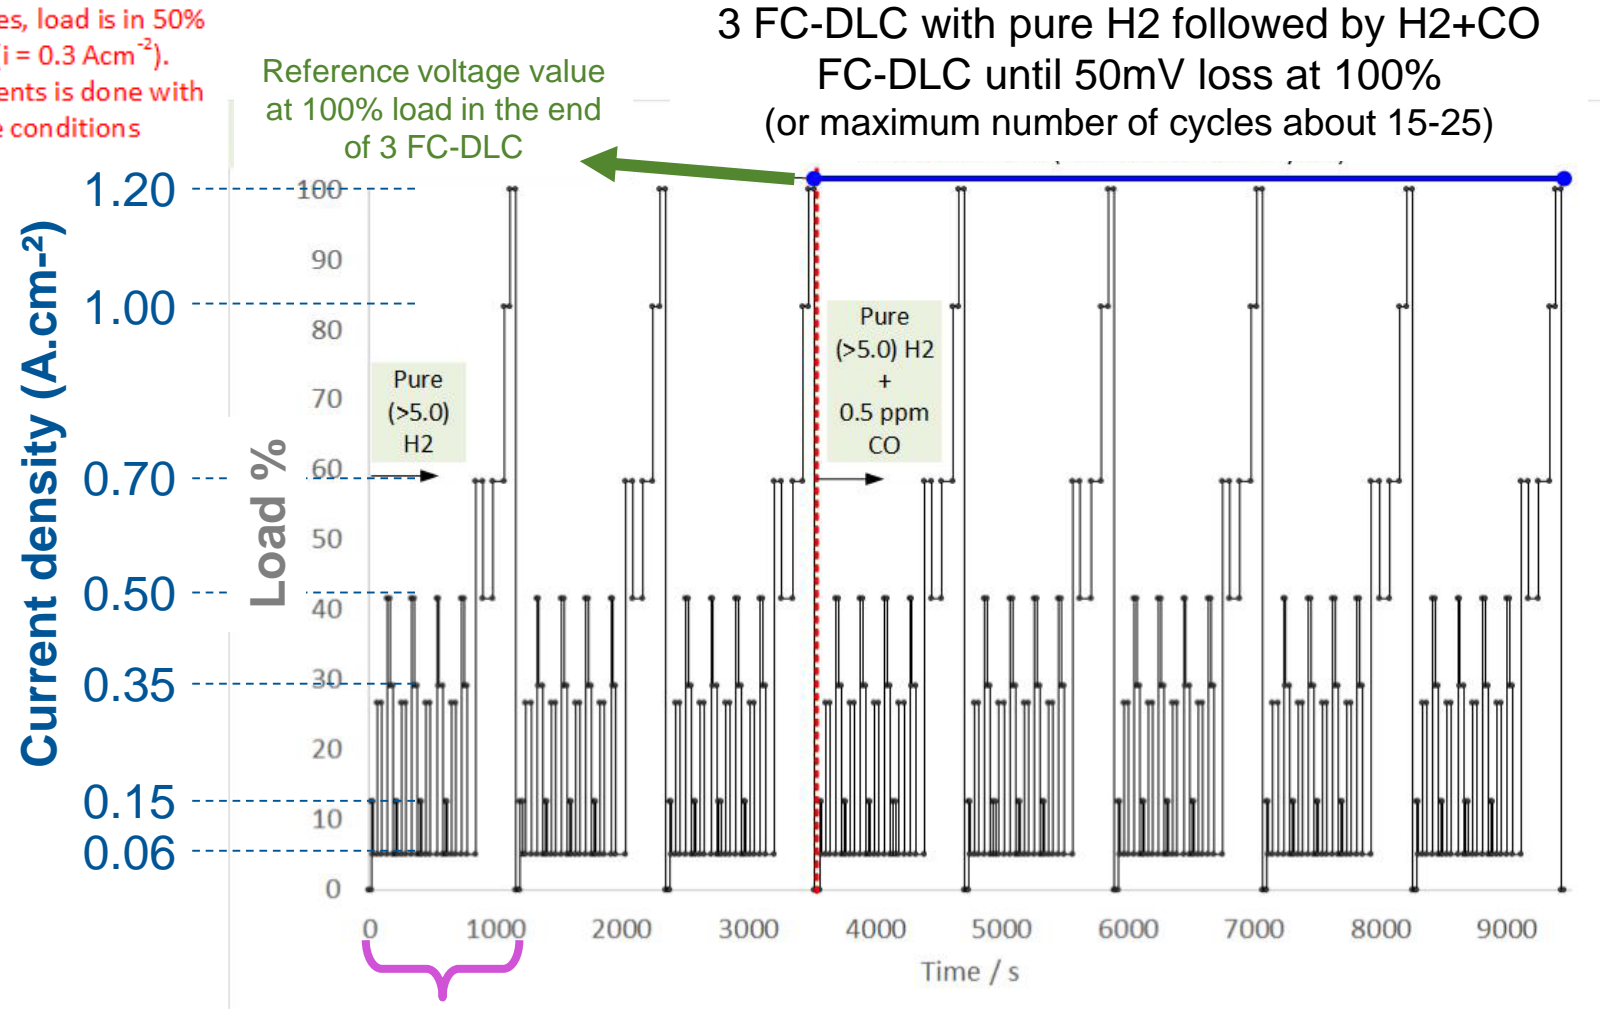 es, load is in 50%
(i = 0.3 Acm⁻²).
ents is done with
e conditions
Reference voltage value
at 100% load in the end
of 3 FC-DLC
3 FC-DLC with pure H2 followed by H2+CO
FC-DLC until 50mV loss at 100%
(or maximum number of cycles about 15-25)
Current density (A.cm-²)
1.20
1.00
0.70
0.50
0.35
0.15
0.06
Load %
100
90
80
70
60
50
40
30
20
10
0
Pure
(>5.0)
H2
Pure
(>5.0) H2
+
0.5 ppm
CO
0
1000
2000
3000
4000
5000
6000
7000
8000
9000
Time / s